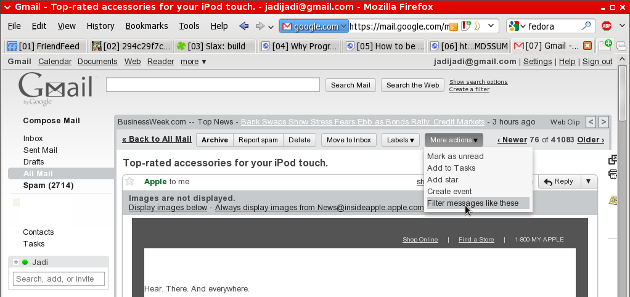 Gmail - Top-rated accessories for your iPod touch. - jadijadi@gmail.com - Mozilla Firefox
File Edit View History Bookmarks Tools Help google.com https://mail.google.com/m fedora
[01] FriendFeed [02] 294c29f7c... [03] Slax: build [04] Why Progr... [05] How to be ... [06] ht...MD5SUM [07] Gmail - ...
Gmail Calendar Documents Web Reader more ▾ jadijadi@gmail.com | Settings | Help | Sign out
Gmail by Google Search Mail Search the Web Show search options
Create a filter
Compose Mail
Inbox
Sent Mail
Drafts
All Mail
Spam (2714)
Contacts
Tasks
Jadi
Search, add, or invite
BusinessWeek.com -- Top News - Bank Swaps Show Stress Fears Ebb as Bonds Rally: Credit Markets - 3 hours ago Web Clip < >
« Back to All Mail Archive Report spam Delete Move to Inbox Labels ▾ More actions ▾ ‹ Newer 76 of 41083 Older ›
Mark as unread
Add to Tasks
Add star
Create event
Filter messages like these
Top-rated accessories for your iPod touch.
Apple to me Reply
Images are not displayed.
Display images below - Always display images from News@insideapple.apple.com
Shop Online | Find a Store | 1 800 MY APPLE
Hear. There. And everywhere.